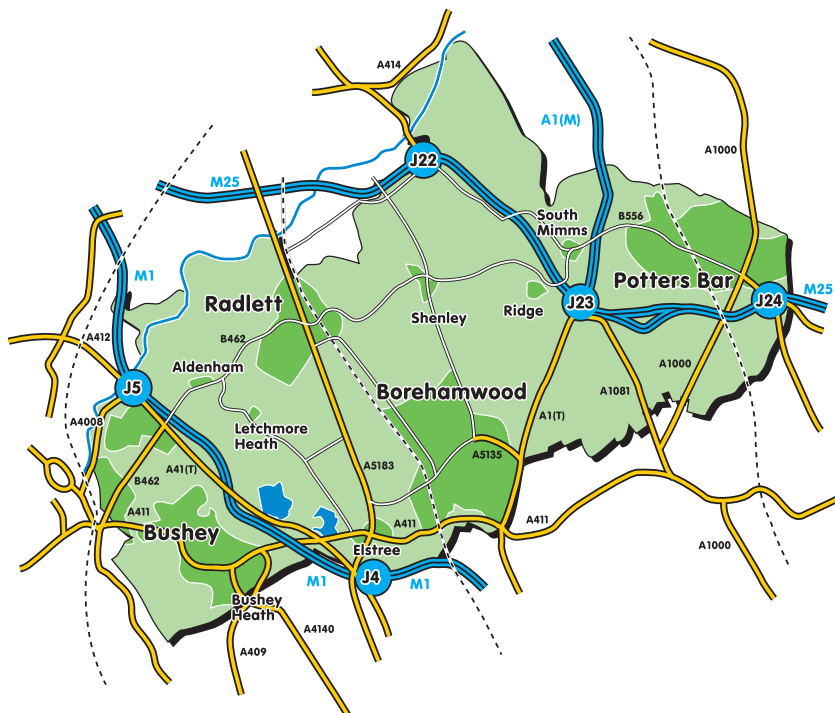 A414
J22
A1(M)
A1000
M25
South
Mimms
B556
M1
Potters Bar
Radlett
Shenley
Ridge
J23
J24
M25
B462
A412
Aldenham
J5
Borehamwood
A1000
A1081
A4008
Letchmore
Heath
A1(T)
A5183
A5135
B462
A41(T)
A411
Bushey
A411
A411
Elstree
A1000
M1
J4
M1
Bushey
Heath
A4140
A409